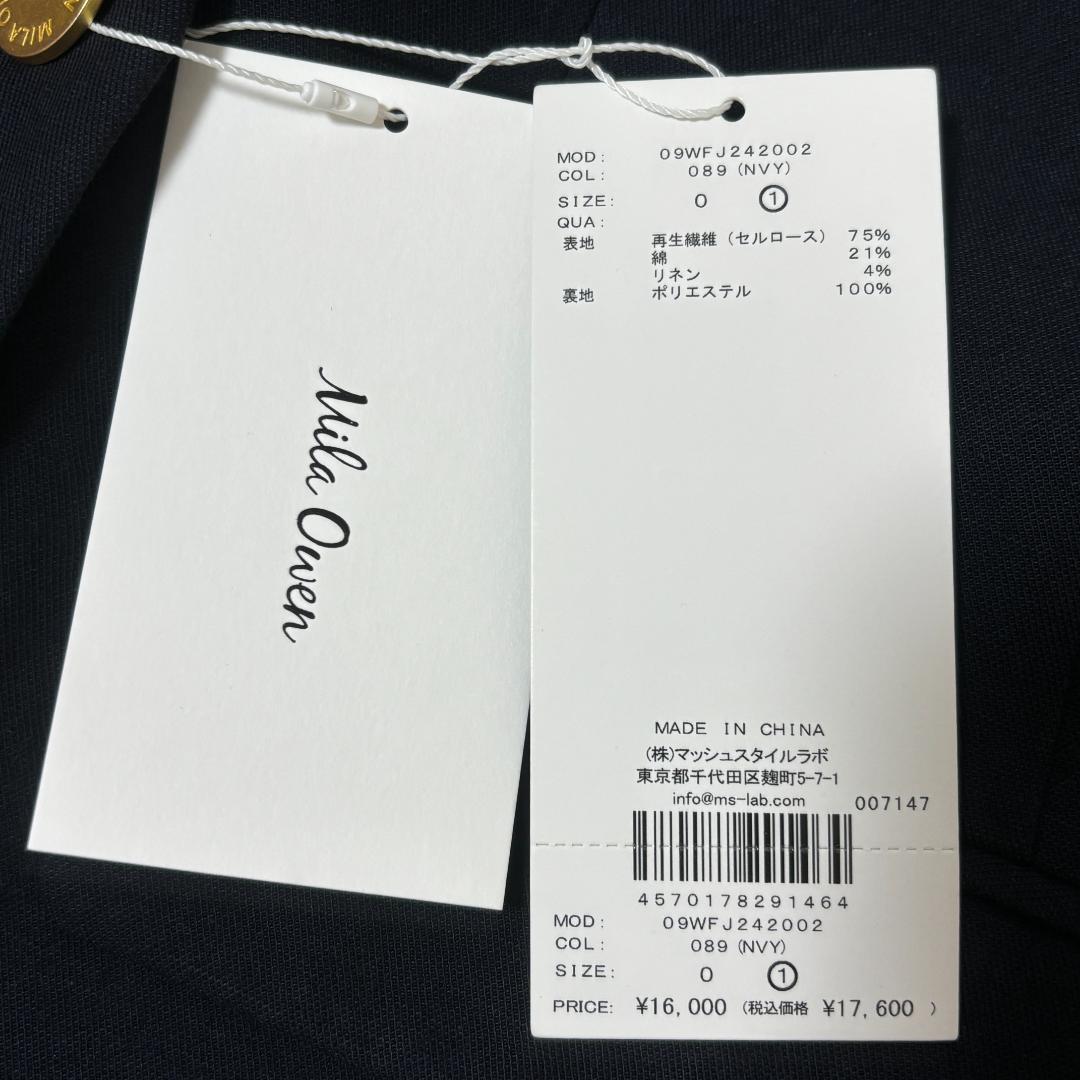 MILA O
Mila Owen
MOD: 09WFJ242002
COL: 089 (NVY)
SIZE: 0 ①
QUA:
表地 再生繊維（セルロース） 75%
綿 21%
リネン 4%
裏地 ポリエステル 100%
MADE IN CHINA
(株)マッシュスタイルラボ
東京都千代田区麹町5-7-1
info@ms-lab.com 007147
4570178291464
MOD: 09WFJ242002
COL: 089 (NVY)
SIZE: 0 ①
PRICE: ¥16,000 (税込価格 ¥17,600 )